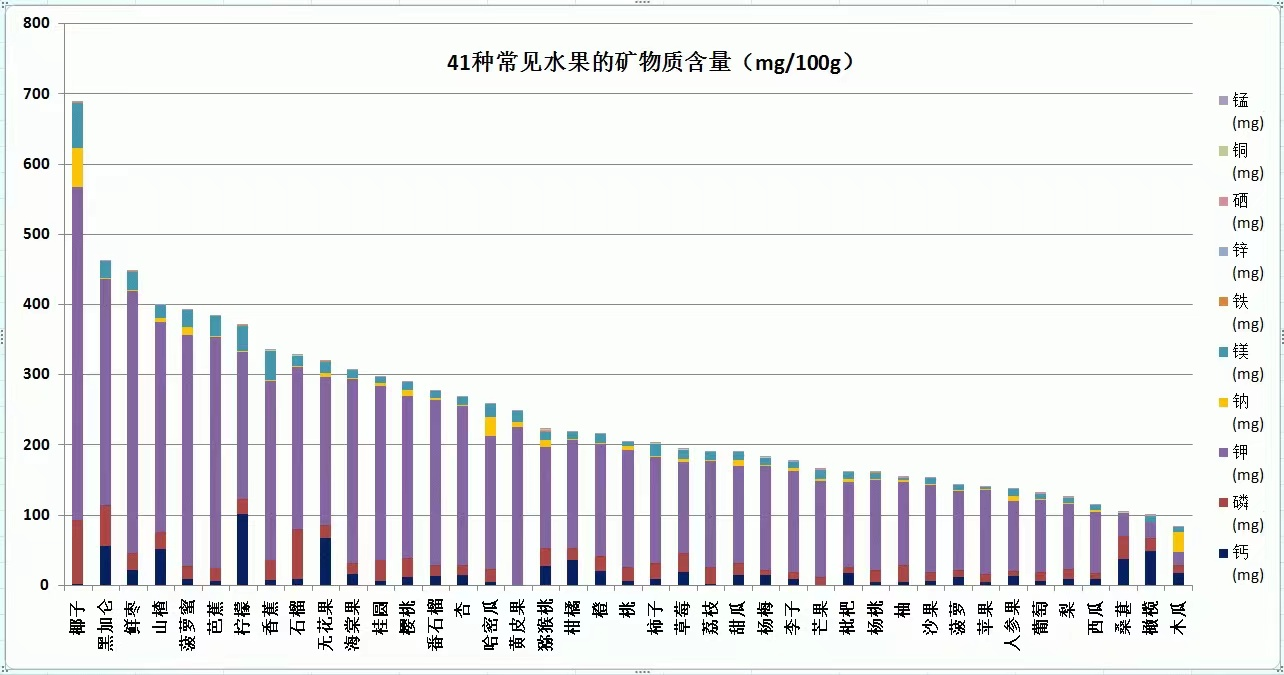 41种常见水果的矿物质含量（mg/100g）
800
700
600
500
400
300
200
100
0
椰子
黑加仑
鲜枣
山楂
菠萝蜜
芭蕉
柠檬
香蕉
石榴
无花果
海棠果
桂园
樱桃
番石榴
杏
哈密瓜
黄皮果
猕猴桃
柑橘
橙
桃
柿子
草莓
荔枝
甜瓜
杨梅
李子
芒果
枇杷
杨桃
柚
沙果
菠萝
苹果
人参果
葡萄
梨
西瓜
桑葚
橄榄
木瓜
锰
(mg)
铜
(mg)
硒
(mg)
锌
(mg)
铁
(mg)
镁
(mg)
钠
(mg)
钾
(mg)
磷
(mg)
钙
(mg)